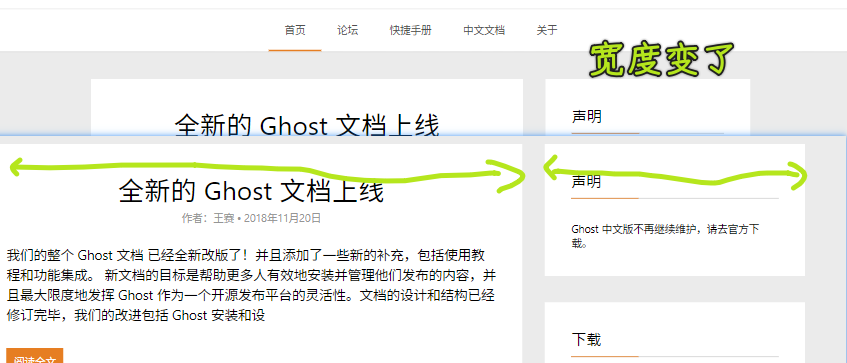 首页 论坛 快捷手册 中文文档 关于
宽度变了
全新的 Ghost 文档上线
声明
全新的 Ghost 文档上线
作者：王赛 • 2018年11月20日
我们的整个 Ghost 文档 已经全新改版了！并且添加了一些新的补充，包括使用教
程和功能集成。 新文档的目标是帮助更多人有效地安装并管理他们发布的内容，并
且最大限度地发挥 Ghost 作为一个开源发布平台的灵活性。文档的设计和结构已经
修订完毕，我们的改进包括 Ghost 安装和设
阅读全文
声明
Ghost 中文版不再继续维护，请去官方下
载。
下载